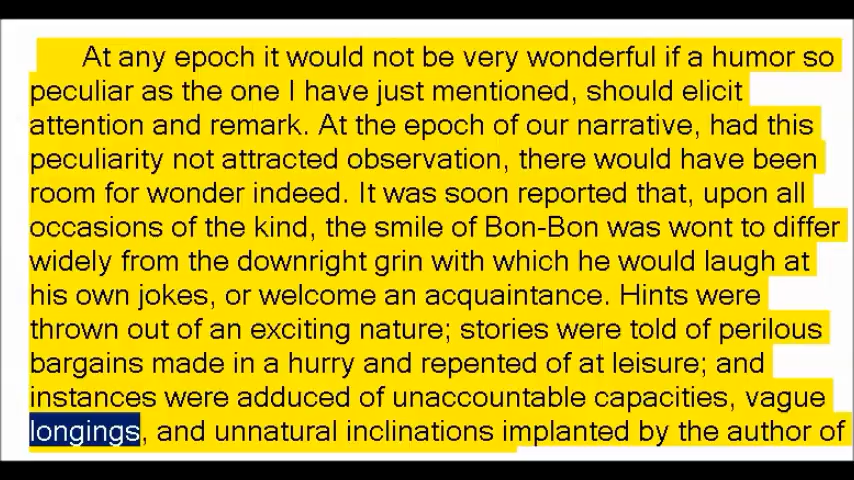 At any epoch it would not be very wonderful if a humor so
peculiar as the one I have just mentioned, should elicit
attention and remark. At the epoch of our narrative, had this
peculiarity not attracted observation, there would have been
room for wonder indeed. It was soon reported that, upon all
occasions of the kind, the smile of Bon-Bon was wont to differ
widely from the downright grin with which he would laugh at
his own jokes, or welcome an acquaintance. Hints were
thrown out of an exciting nature; stories were told of perilous
bargains made in a hurry and repented of at leisure; and
instances were adduced of unaccountable capacities, vague
longings, and unnatural inclinations implanted by the author of